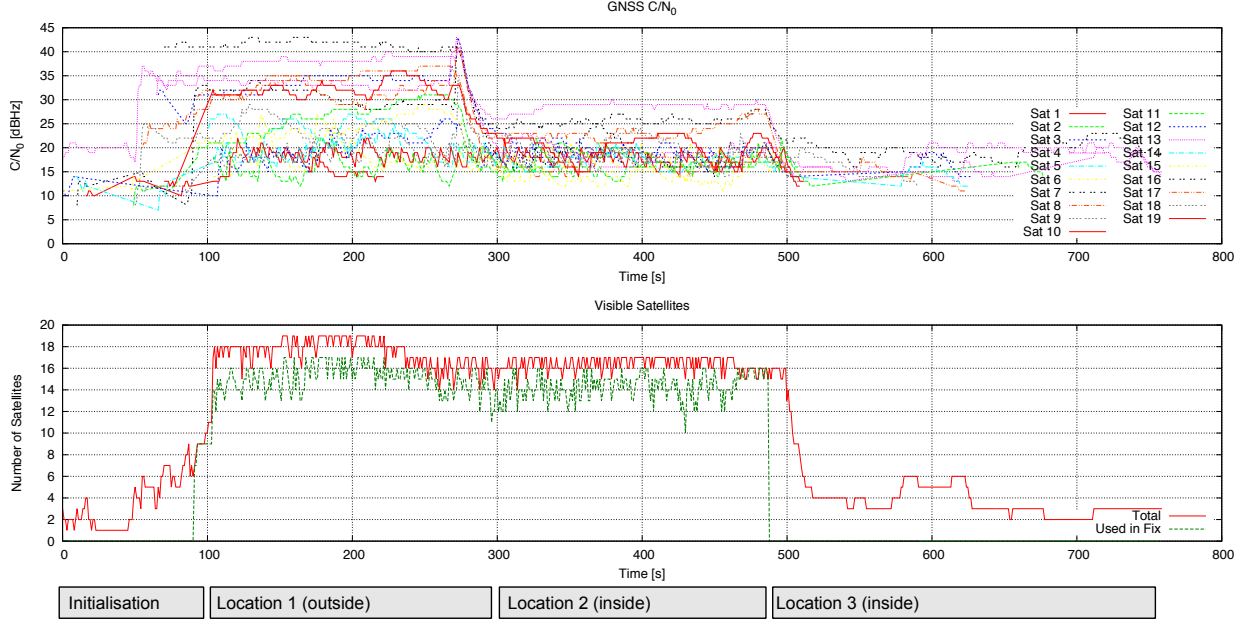 GNSS C/N0
45
40
35
30
25
20
15
10
5
0
C/N0 [dBHz]
Sat 1
Sat 2
Sat 3
Sat 4
Sat 5
Sat 6
Sat 7
Sat 8
Sat 9
Sat 10
Sat 11
Sat 12
Sat 13
Sat 14
Sat 15
Sat 16
Sat 17
Sat 18
Sat 19
0 100 200 300 400 500 600 700 800
Time [s]
Visible Satellites
20
18
16
14
12
10
8
6
4
2
0
Number of Satellites
Total
Used in Fix
0 100 200 300 400 500 600 700 800
Time [s]
Initialisation
Location 1 (outside)
Location 2 (inside)
Location 3 (inside)